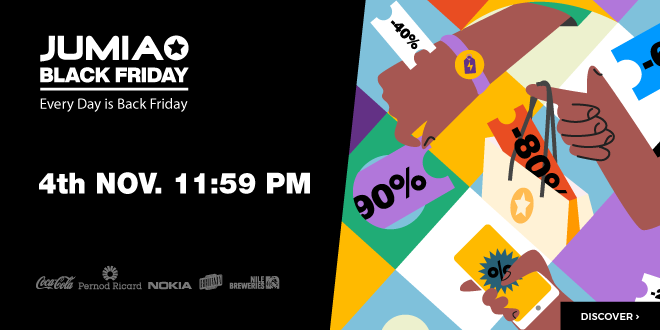 JUMIA
BLACK FRIDAY
Every Day is Back Friday
4th NOV. 11:59 PM
Coca-Cola
Pernod Ricard
NOKIA
NILE
BREWERIES
-40%
-80%
90%
%
DISCOVER ›